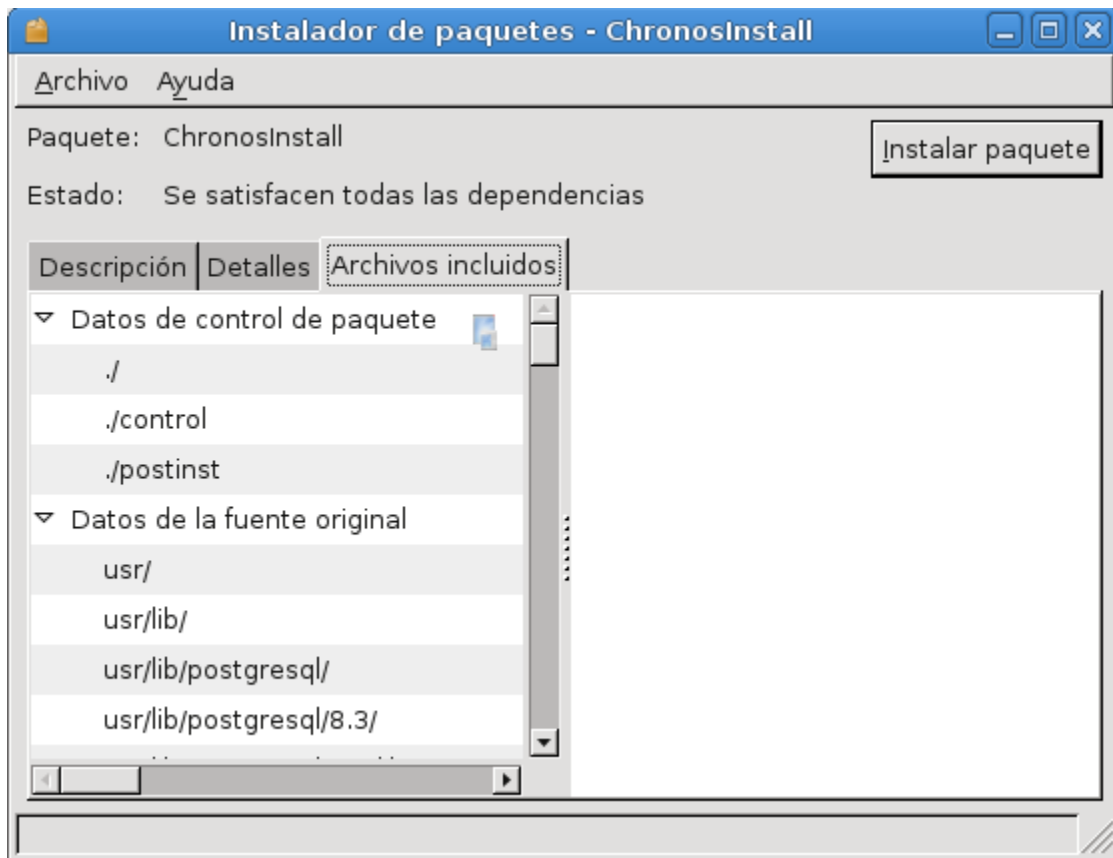 Instalador de paquetes - ChronosInstall
Archivo Ayuda
Paquete: ChronosInstall
Instalar paquete
Estado: Se satisfacen todas las dependencias
Descripción Detalles Archivos incluidos
Datos de control de paquete
./
./control
./postinst
Datos de la fuente original
usr/
usr/lib/
usr/lib/postgresql/
usr/lib/postgresql/8.3/